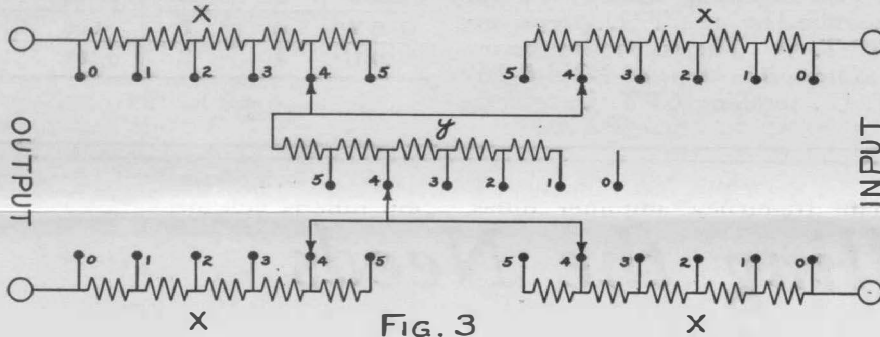 X X
0 1 2 3 4 5 5 4 3 2 1 0
y
5 4 3 2 1 0
OUTPUT
INPUT
0 1 2 3 4 5 5 4 3 2 1 0
X X
FIG. 3